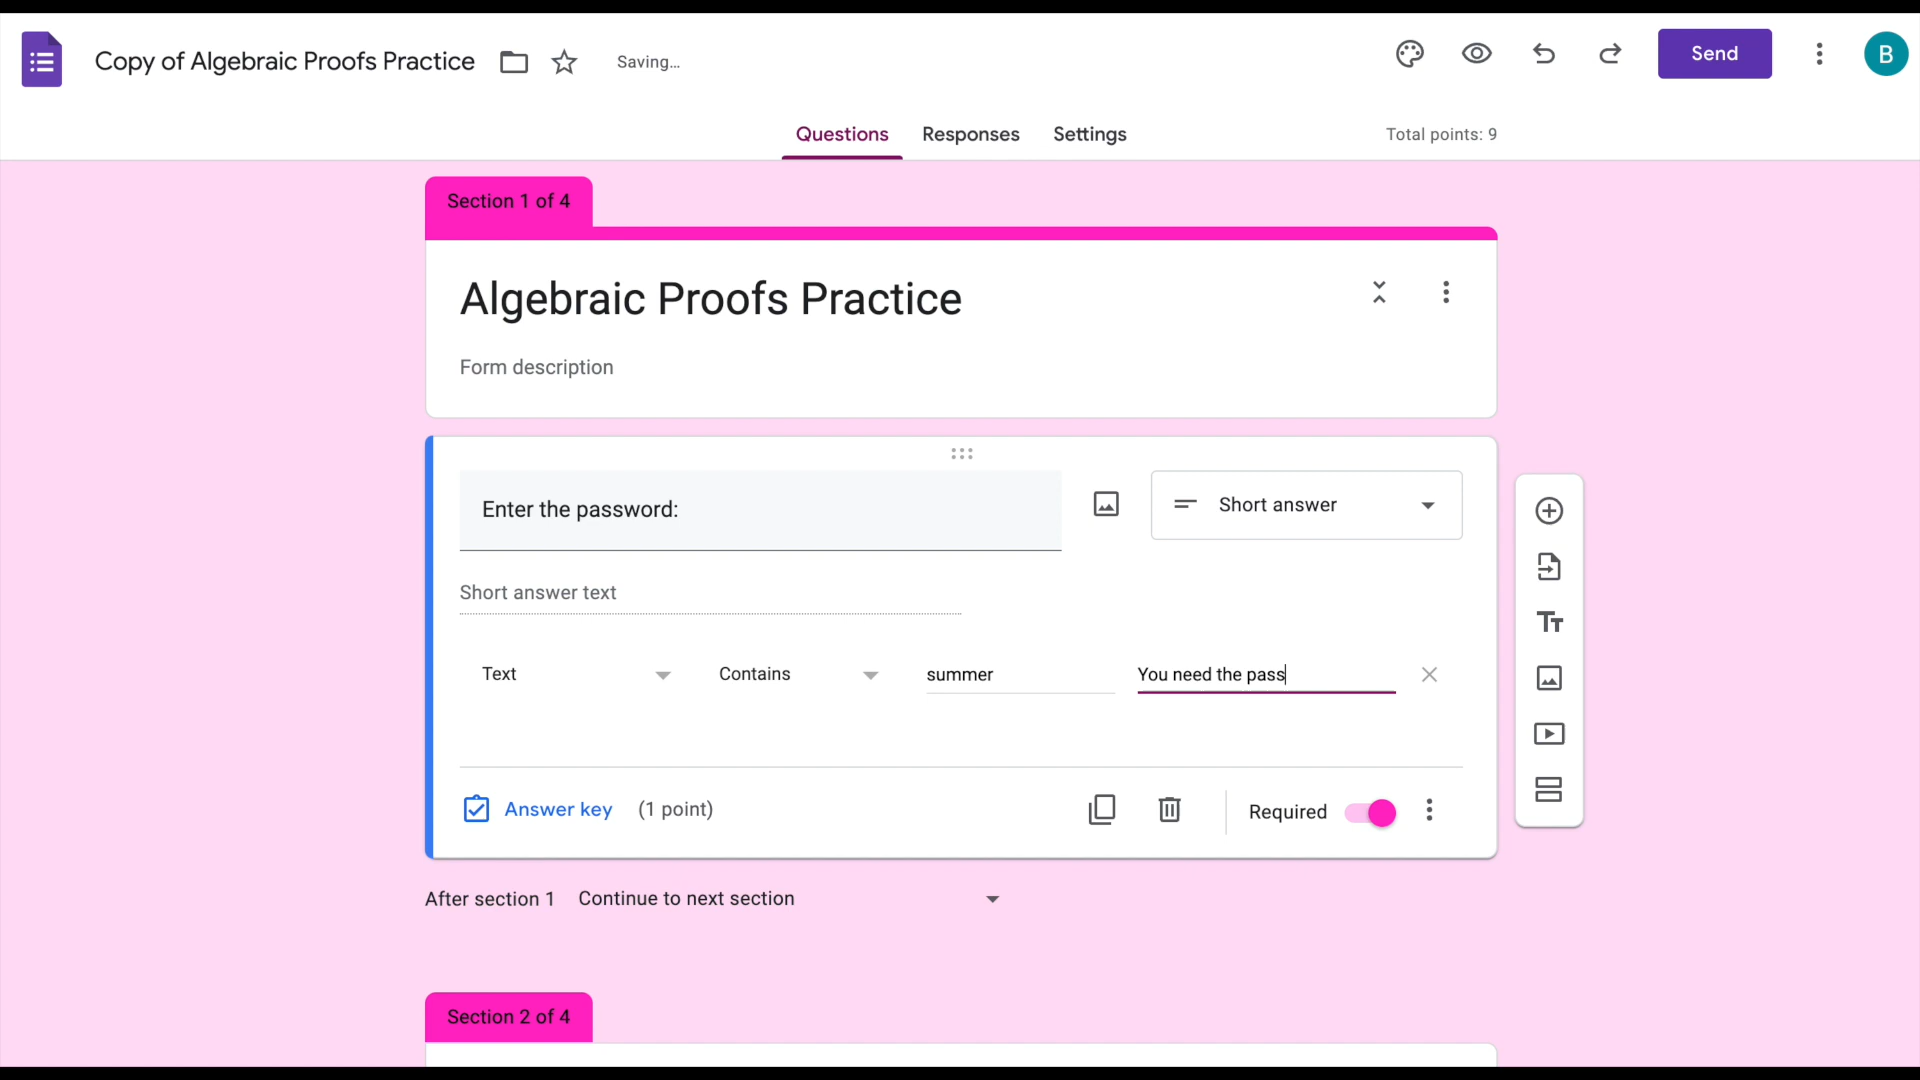 Copy of Algebraic Proofs Practice
Saving...
Send
B
Questions
Responses
Settings
Total points: 9
Section 1 of 4
Algebraic Proofs Practice
Form description
Enter the password:
Short answer
Short answer text
Text
Contains
summer
You need the pass
Answer key
(1 point)
Required
After section 1
Continue to next section
Section 2 of 4